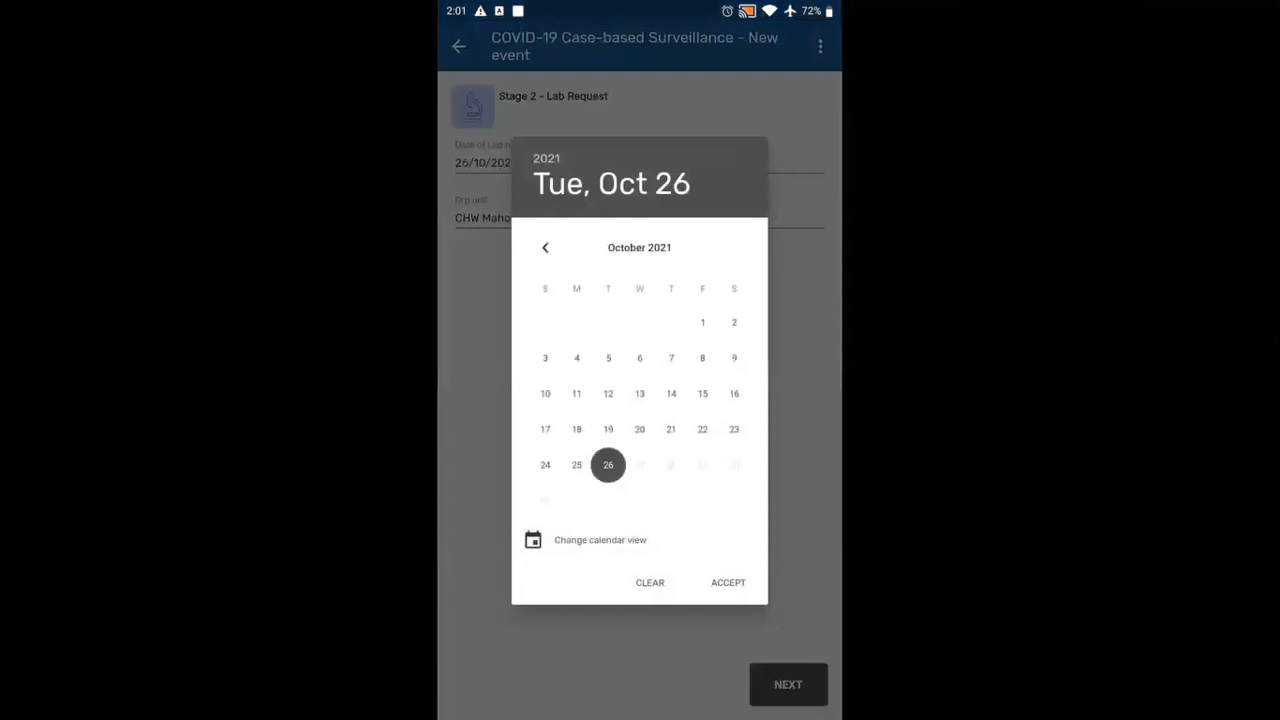 2:01
72%
COVID-19 Case-based Surveillance - New
event
Stage 2 - Lab Request
Date of Lab
26/10/202
Org unit
CHW Maho
2021
Tue, Oct 26
October 2021
S M T W T F S
1 2
3 4 5 6 7 8 9
10 11 12 13 14 15 16
17 18 19 20 21 22 23
24 25 26
Change calendar view
CLEAR ACCEPT
NEXT